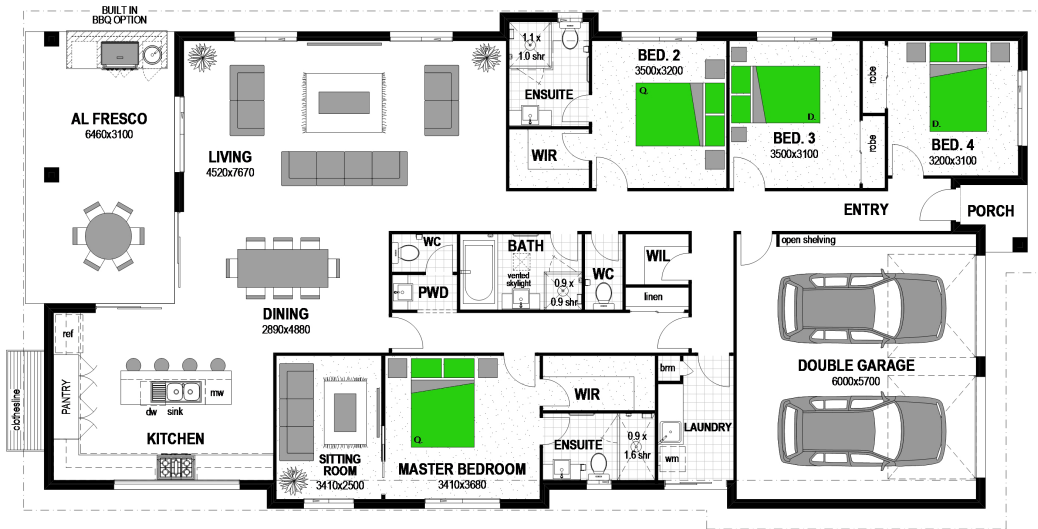 BUILT IN
BBQ OPTION
AL FRESCO
6460x3100
LIVING
4520x7670
1.1 x
1.0 shr
ENSUITE
WIR
BED. 2
3500x3200
Q.
BED. 3
3500x3100
D.
robe
robe
BED. 4
3200x3100
D.
ENTRY
PORCH
WC
PWD
BATH
vented
skylight
0.9 x
0.9 shr
WC
WIL
linen
open shelving
DINING
2890x4880
ref
PANTRY
clothesline
dw
sink
mw
KITCHEN
SITTING
ROOM
3410x2500
Q.
MASTER BEDROOM
3410x3680
WIR
ENSUITE
0.9 x
1.6 shr
brm
LAUNDRY
wm
DOUBLE GARAGE
6000x5700